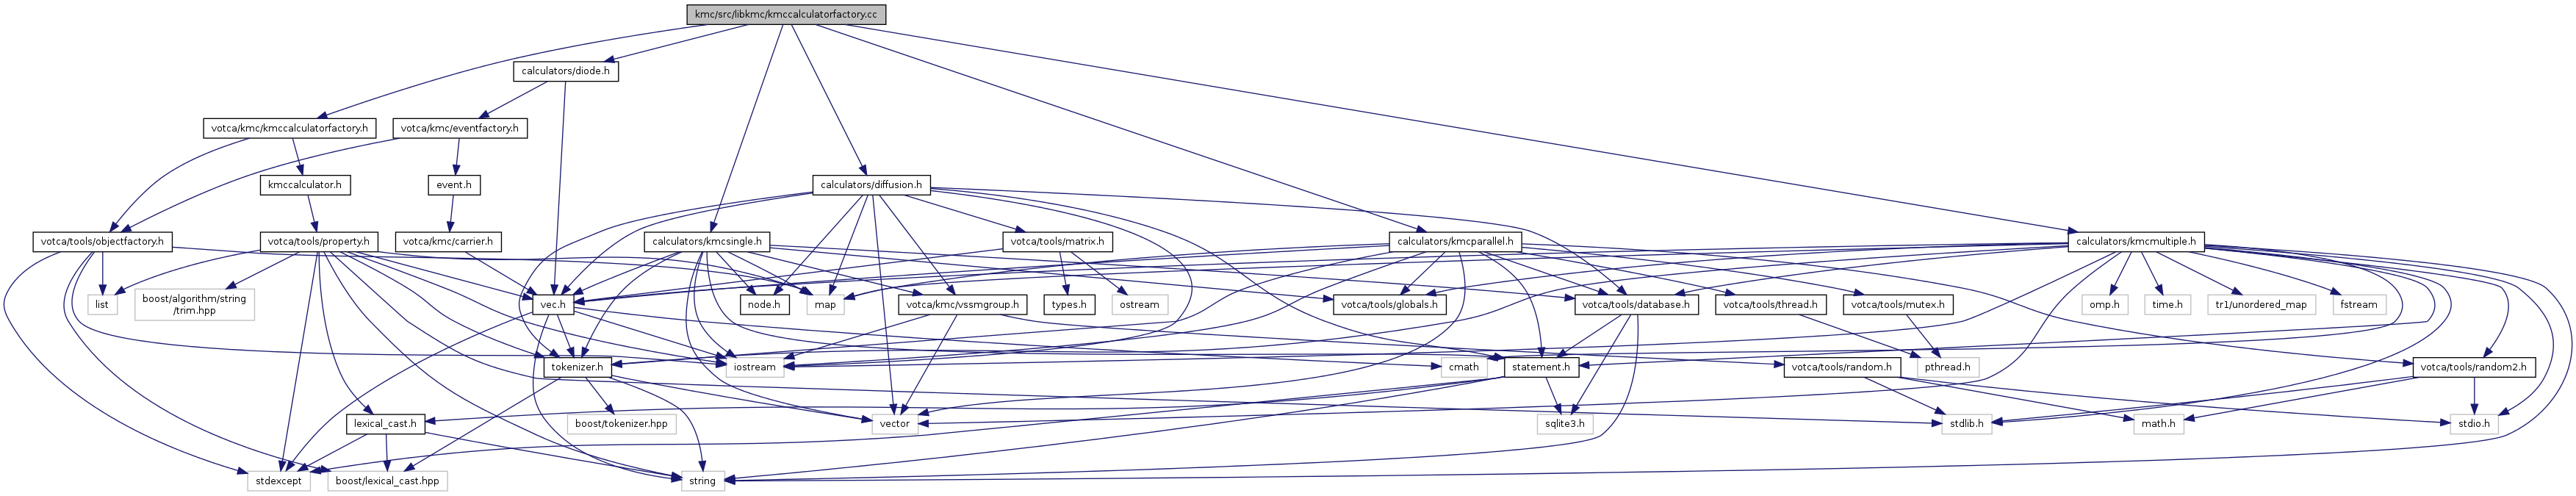 kmc/src/libkmc/kmccalculatorfactory.cc
calculators/diode.h
votca/kmc/kmccalculatorfactory.h
votca/kmc/eventfactory.h
kmccalculator.h
event.h
calculators/diffusion.h
votca/tools/objectfactory.h
votca/tools/property.h
votca/kmc/carrier.h
calculators/kmcsingle.h
votca/tools/matrix.h
calculators/kmcparallel.h
calculators/kmcmultiple.h
list
boost/algorithm/string
/trim.hpp
vec.h
node.h
map
votca/kmc/vssmgroup.h
types.h
ostream
votca/tools/globals.h
votca/tools/database.h
votca/tools/thread.h
votca/tools/mutex.h
omp.h
time.h
tr1/unordered_map
fstream
tokenizer.h
iostream
cmath
statement.h
votca/tools/random.h
pthread.h
votca/tools/random2.h
lexical_cast.h
boost/tokenizer.hpp
vector
sqlite3.h
stdlib.h
math.h
stdio.h
stdexcept
boost/lexical_cast.hpp
string